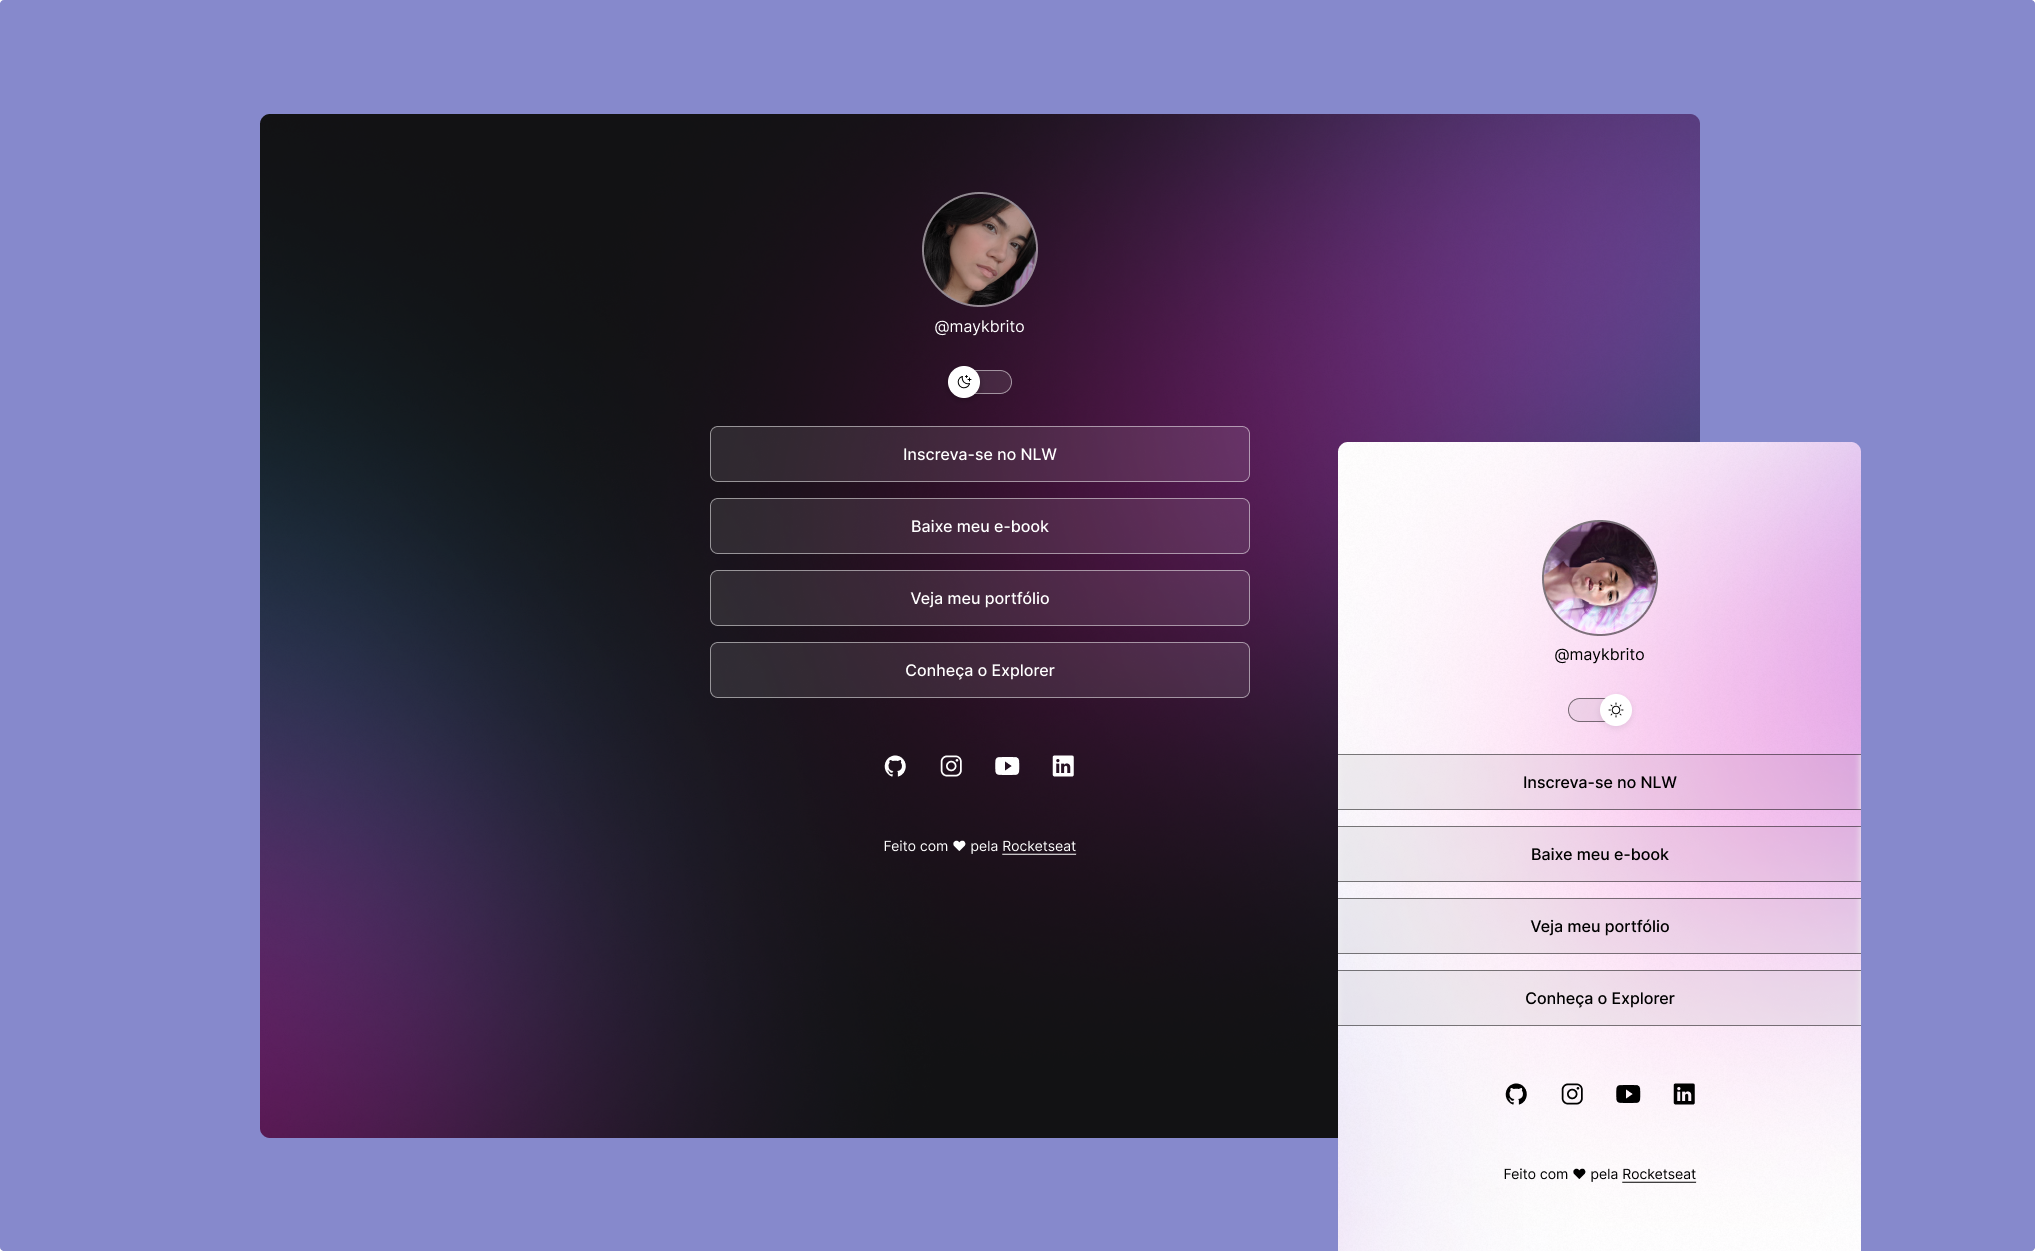 @maykbrito
Inscreva-se no NLW
Baixe meu e-book
Veja meu portfólio
Conheça o Explorer
Feito com ♥ pela Rocketseat
@maykbrito
Inscreva-se no NLW
Baixe meu e-book
Veja meu portfólio
Conheça o Explorer
Feito com ♥ pela Rocketseat